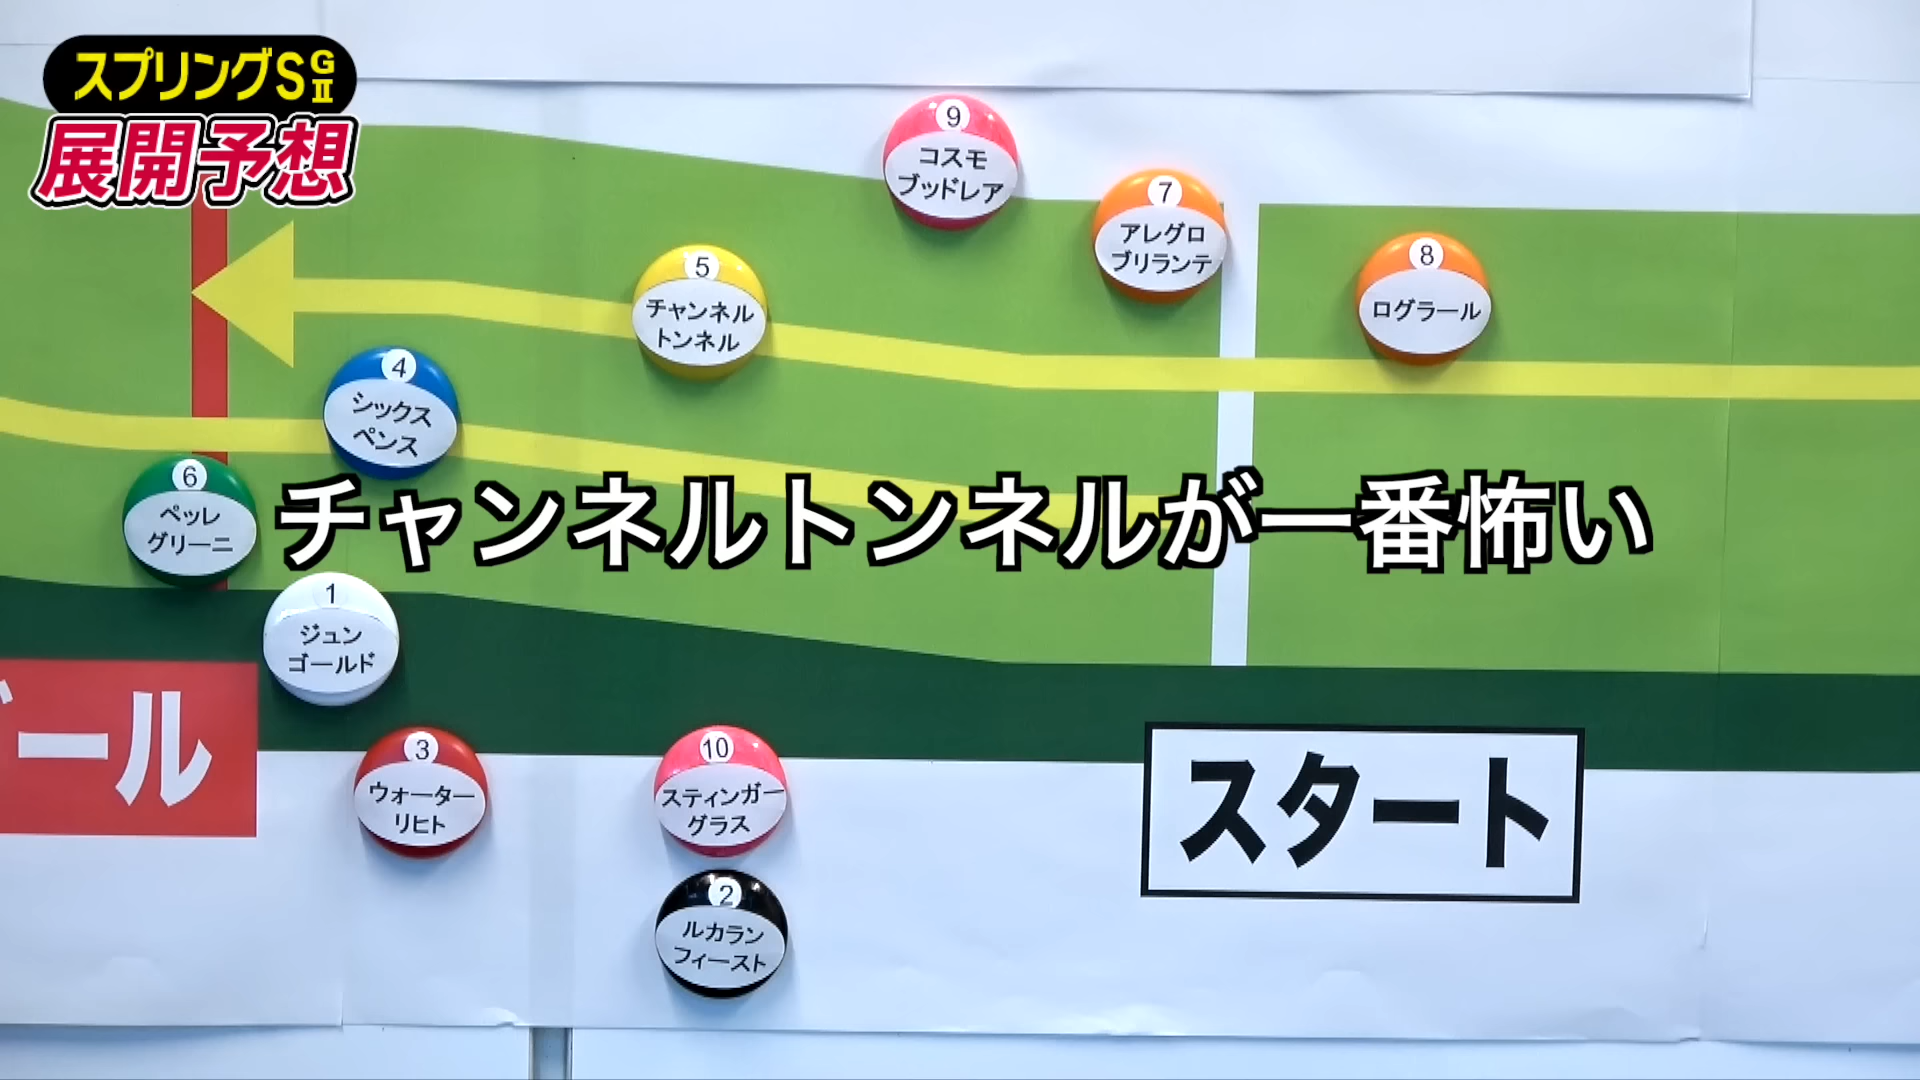 スプリングS GⅡ
展開予想
9
コスモ
ブッドレア
7
アレグロ
ブリランテ
8
ログラール
5
チャンネル
トンネル
4
シックス
ペンス
6
ペッレ
グリーニ
チャンネルトンネルが一番怖い
1
ジュン
ゴールド
ゴール
3
ウォーター
リヒト
10
スティンガー
グラス
スタート
2
ルカラン
フィースト